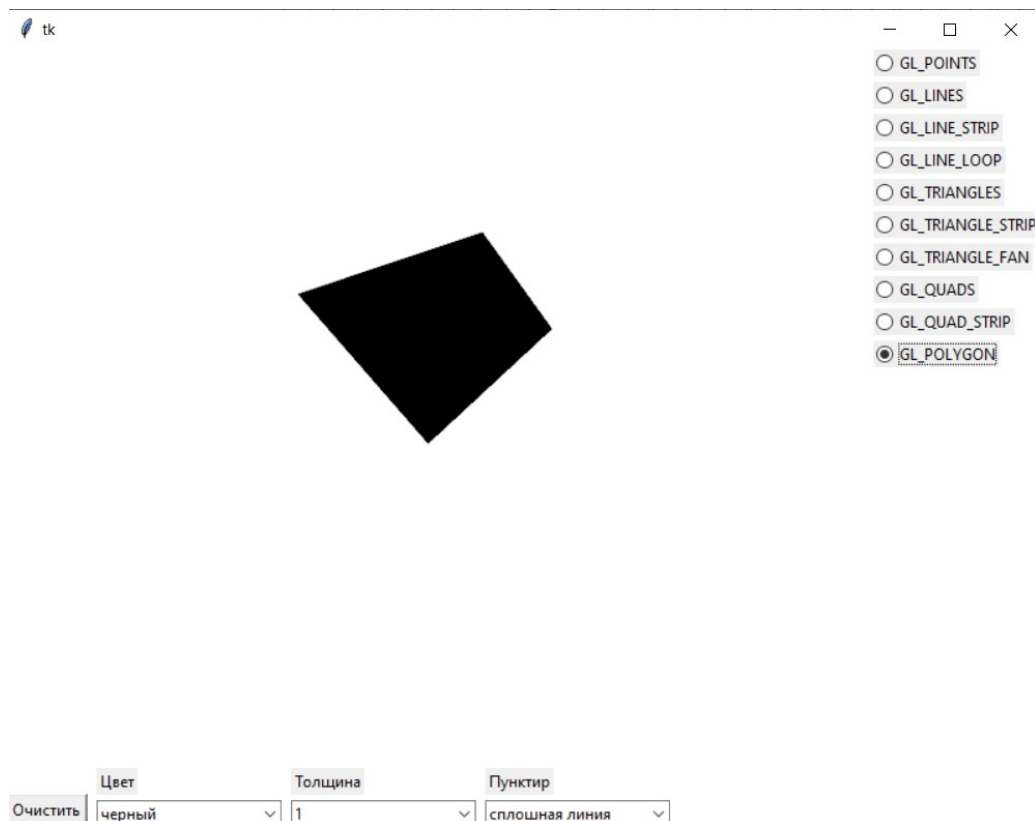 tk
GL_POINTS
GL_LINES
GL_LINE_STRIP
GL_LINE_LOOP
GL_TRIANGLES
GL_TRIANGLE_STRIP
GL_TRIANGLE_FAN
GL_QUADS
GL_QUAD_STRIP
GL_POLYGON
Цвет Толщина Пунктир
Очистить черный 1 сплошная линия